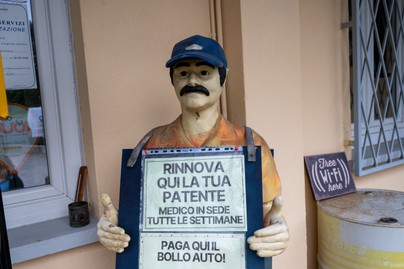 SERVIZI
RINNOVA
QUI LA TUA
PATENTE
MEDICO IN SEDE
TUTTE LE SETTIMANE
PAGA QUI IL
BOLLO AUTO!
Free
Wi-Fi
here